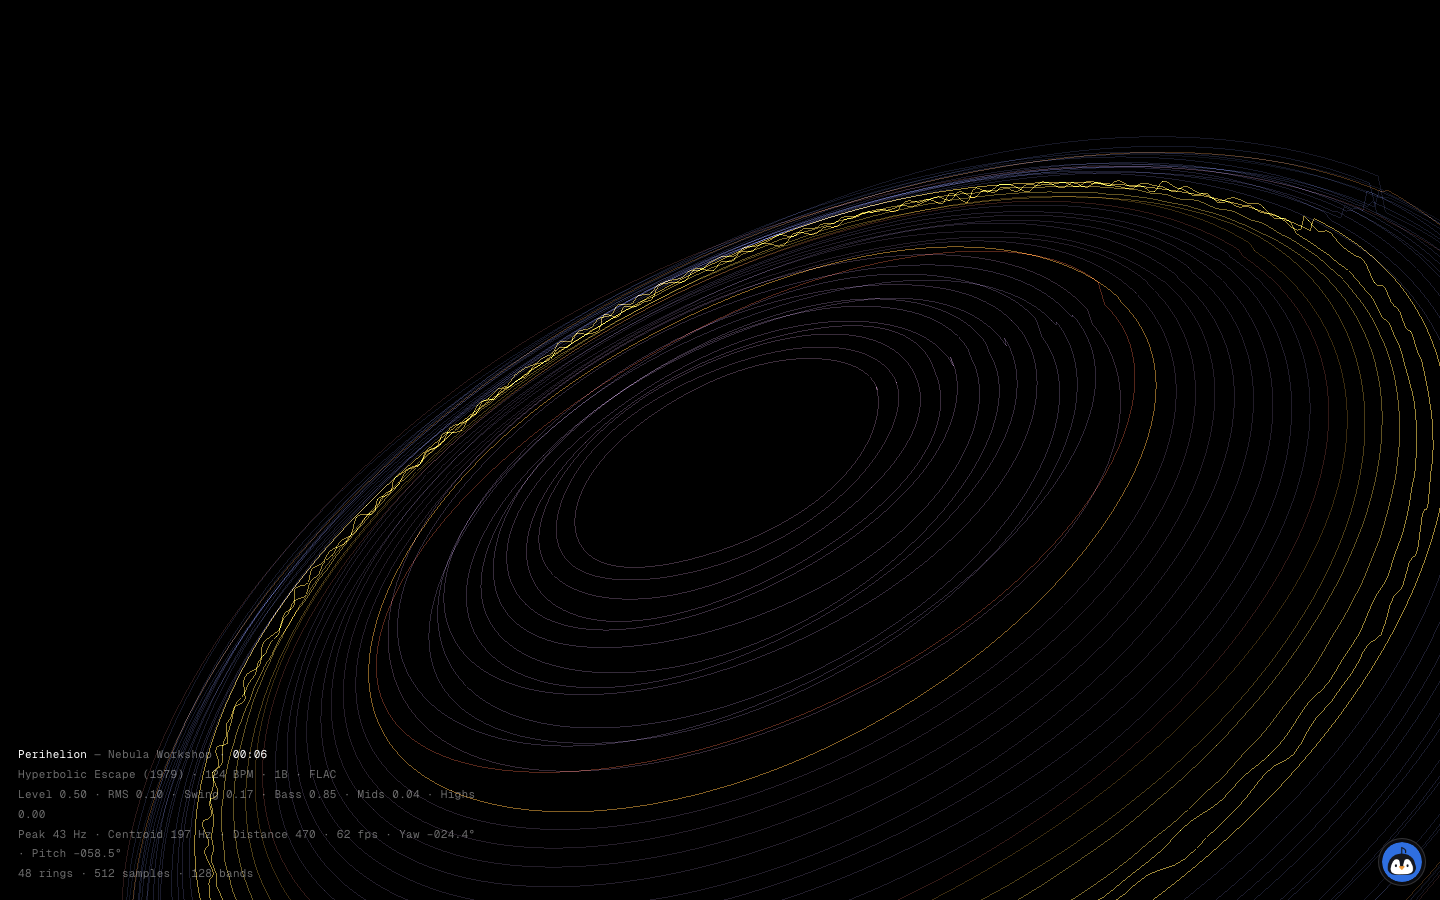 Perihelion — Nebula Workshop 00:06
Hyperbolic Escape (1979) · 124 BPM · 1B · FLAC
Level 0.50 · RMS 0.10 · Swing 0.17 · Bass 0.85 · Mids 0.04 · Highs
0.00
Peak 43 Hz · Centroid 197 Hz · Distance 470 · 62 fps · Yaw −024.4°
· Pitch −058.5°
48 rings · 512 samples · 128 bands